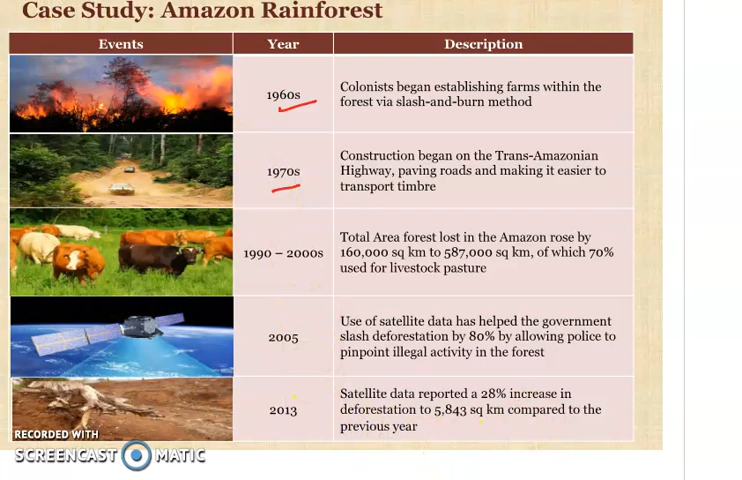 Case Study: Amazon Rainforest
Events Year Description
1960s
Colonists began establishing farms within the
forest via slash-and-burn method
1970s
Construction began on the Trans-Amazonian
Highway, paving roads and making it easier to
transport timbre
1990 – 2000s
Total Area forest lost in the Amazon rose by
160,000 sq km to 587,000 sq km, of which 70%
used for livestock pasture
2005
Use of satellite data has helped the government
slash deforestation by 80% by allowing police to
pinpoint illegal activity in the forest
2013
Satellite data reported a 28% increase in
deforestation to 5,843 sq km compared to the
previous year
RECORDED WITH
SCREENCAST MATIC